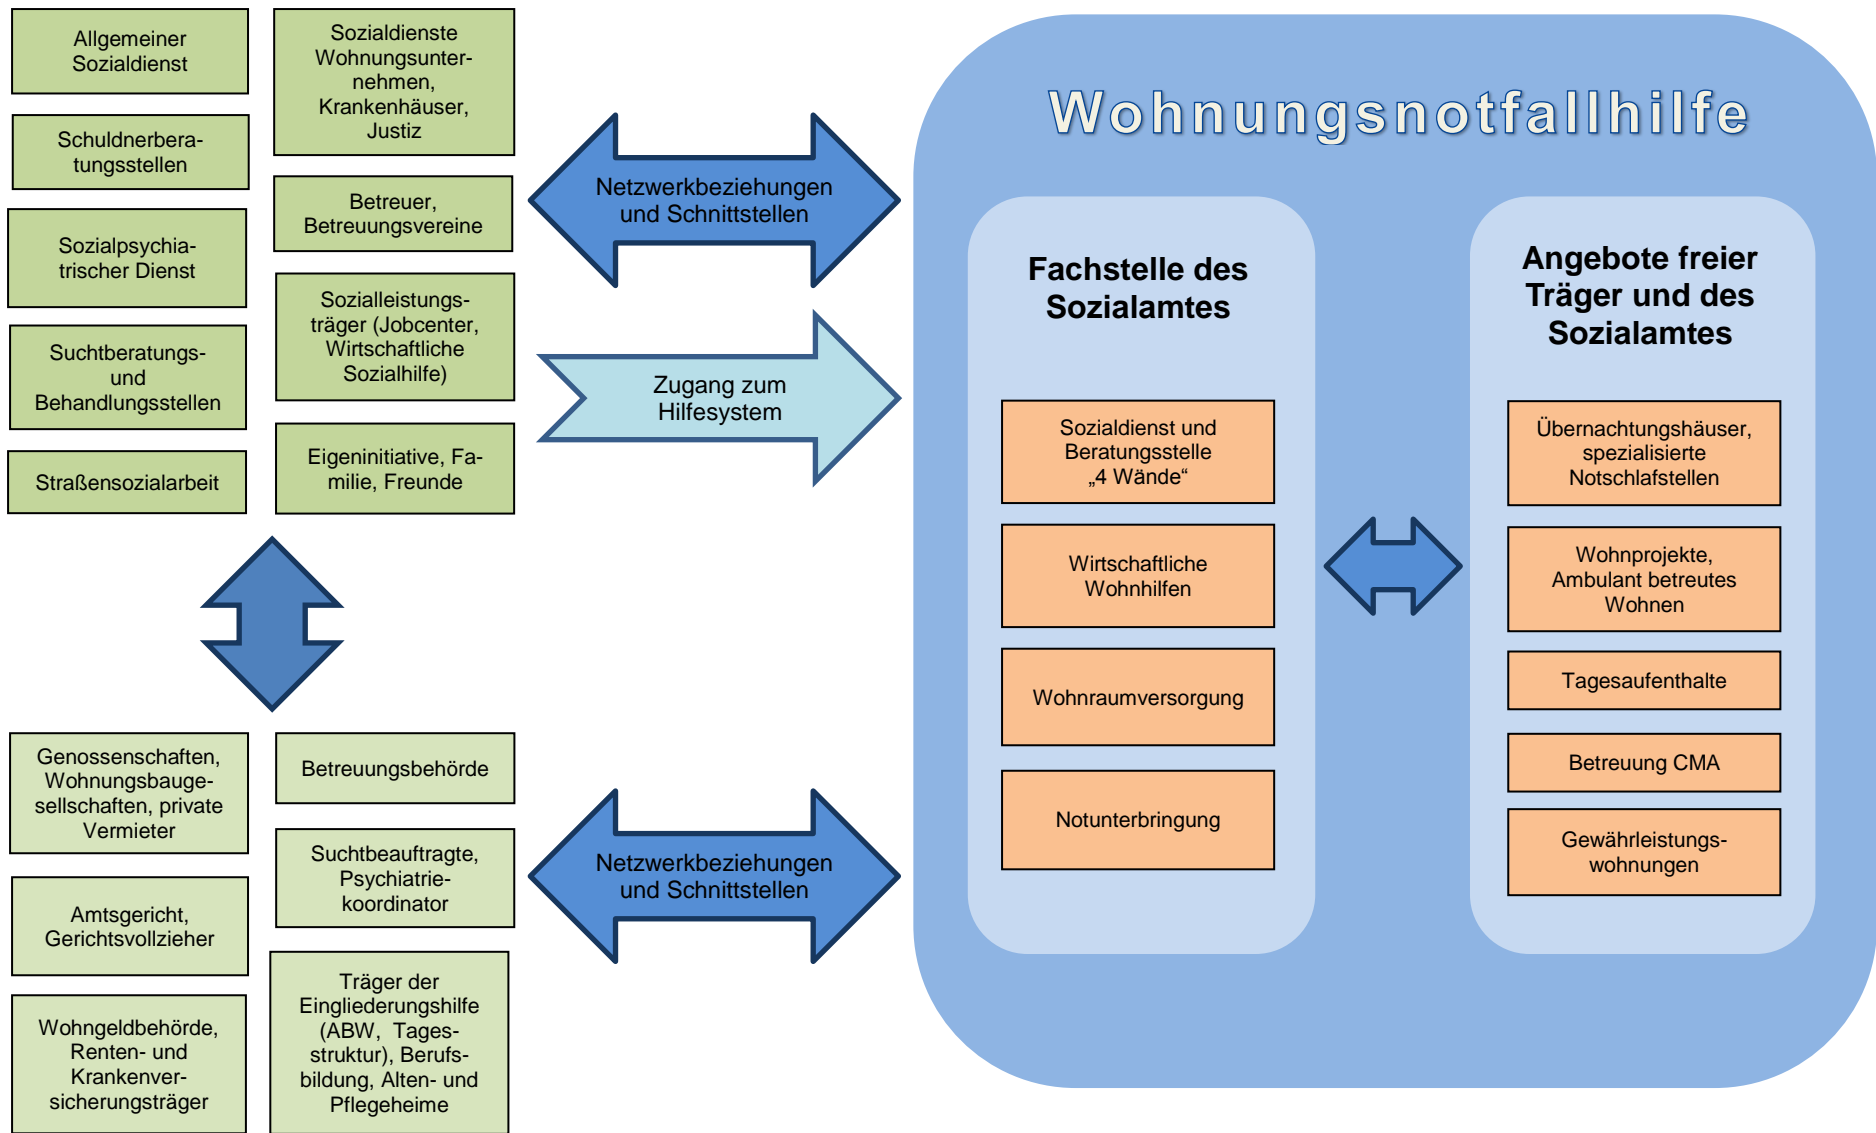 Allgemeiner
Sozialdienst
Schuldnerbera-
tungsstellen
Sozialpsychia-
trischer Dienst
Suchtberatungs-
und
Behandlungsstellen
Straßensozialarbeit
Sozialdienste
Wohnungsunter-
nehmen,
Krankenhäuser,
Justiz
Betreuer,
Betreuungsvereine
Sozialleistungs-
träger (Jobcenter,
Wirtschaftliche
Sozialhilfe)
Eigeninitiative, Fa-
milie, Freunde
Netzwerkbeziehungen
und Schnittstellen
Zugang zum
Hilfesystem
Genossenschaften,
Wohnungsbauge-
sellschaften, private
Vermieter
Amtsgericht,
Gerichtsvollzieher
Wohngeldbehörde,
Renten- und
Krankenver-
sicherungsträger
Betreuungsbehörde
Suchtbeauftragte,
Psychiatrie-
koordinator
Träger der
Eingliederungshilfe
(ABW, Tages-
struktur), Berufs-
bildung, Alten- und
Pflegeheime
Netzwerkbeziehungen
und Schnittstellen
Wohnungsnotfallhilfe
Fachstelle des
Sozialamtes
Sozialdienst und
Beratungsstelle
„4 Wände“
Wirtschaftliche
Wohnhilfen
Wohnraumversorgung
Notunterbringung
Angebote freier
Träger und des
Sozialamtes
Übernachtungshäuser,
spezialisierte
Notschlafstellen
Wohnprojekte,
Ambulant betreutes
Wohnen
Tagesaufenthalte
Betreuung CMA
Gewährleistungs-
wohnungen